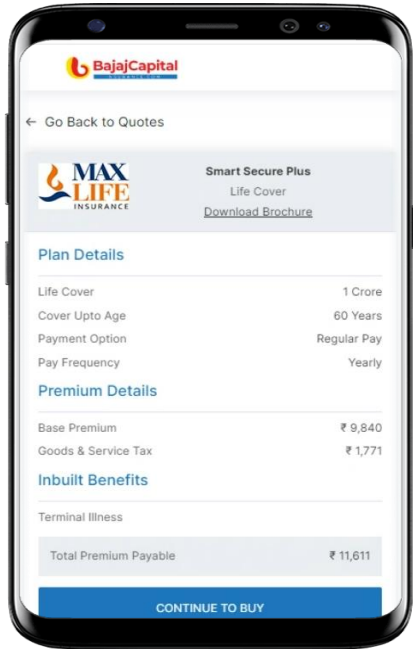 BajajCapital
INSURANCE.COM
← Go Back to Quotes
MAX
LIFE
INSURANCE
Smart Secure Plus
Life Cover
Download Brochure
Plan Details
Life Cover 1 Crore
Cover Upto Age 60 Years
Payment Option Regular Pay
Pay Frequency Yearly
Premium Details
Base Premium ₹ 9,840
Goods & Service Tax ₹ 1,771
Inbuilt Benefits
Terminal Illness
Total Premium Payable ₹ 11,611
CONTINUE TO BUY